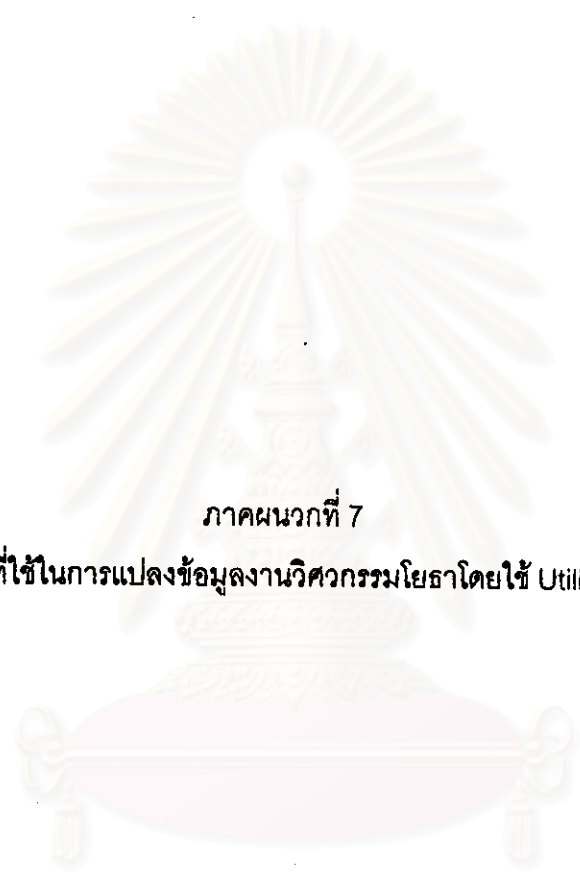 ภาคผนวกที่ 7
ที่ใช้ในการแปลงข้อมูลงานวิศวกรรมโยธาโดยใช้